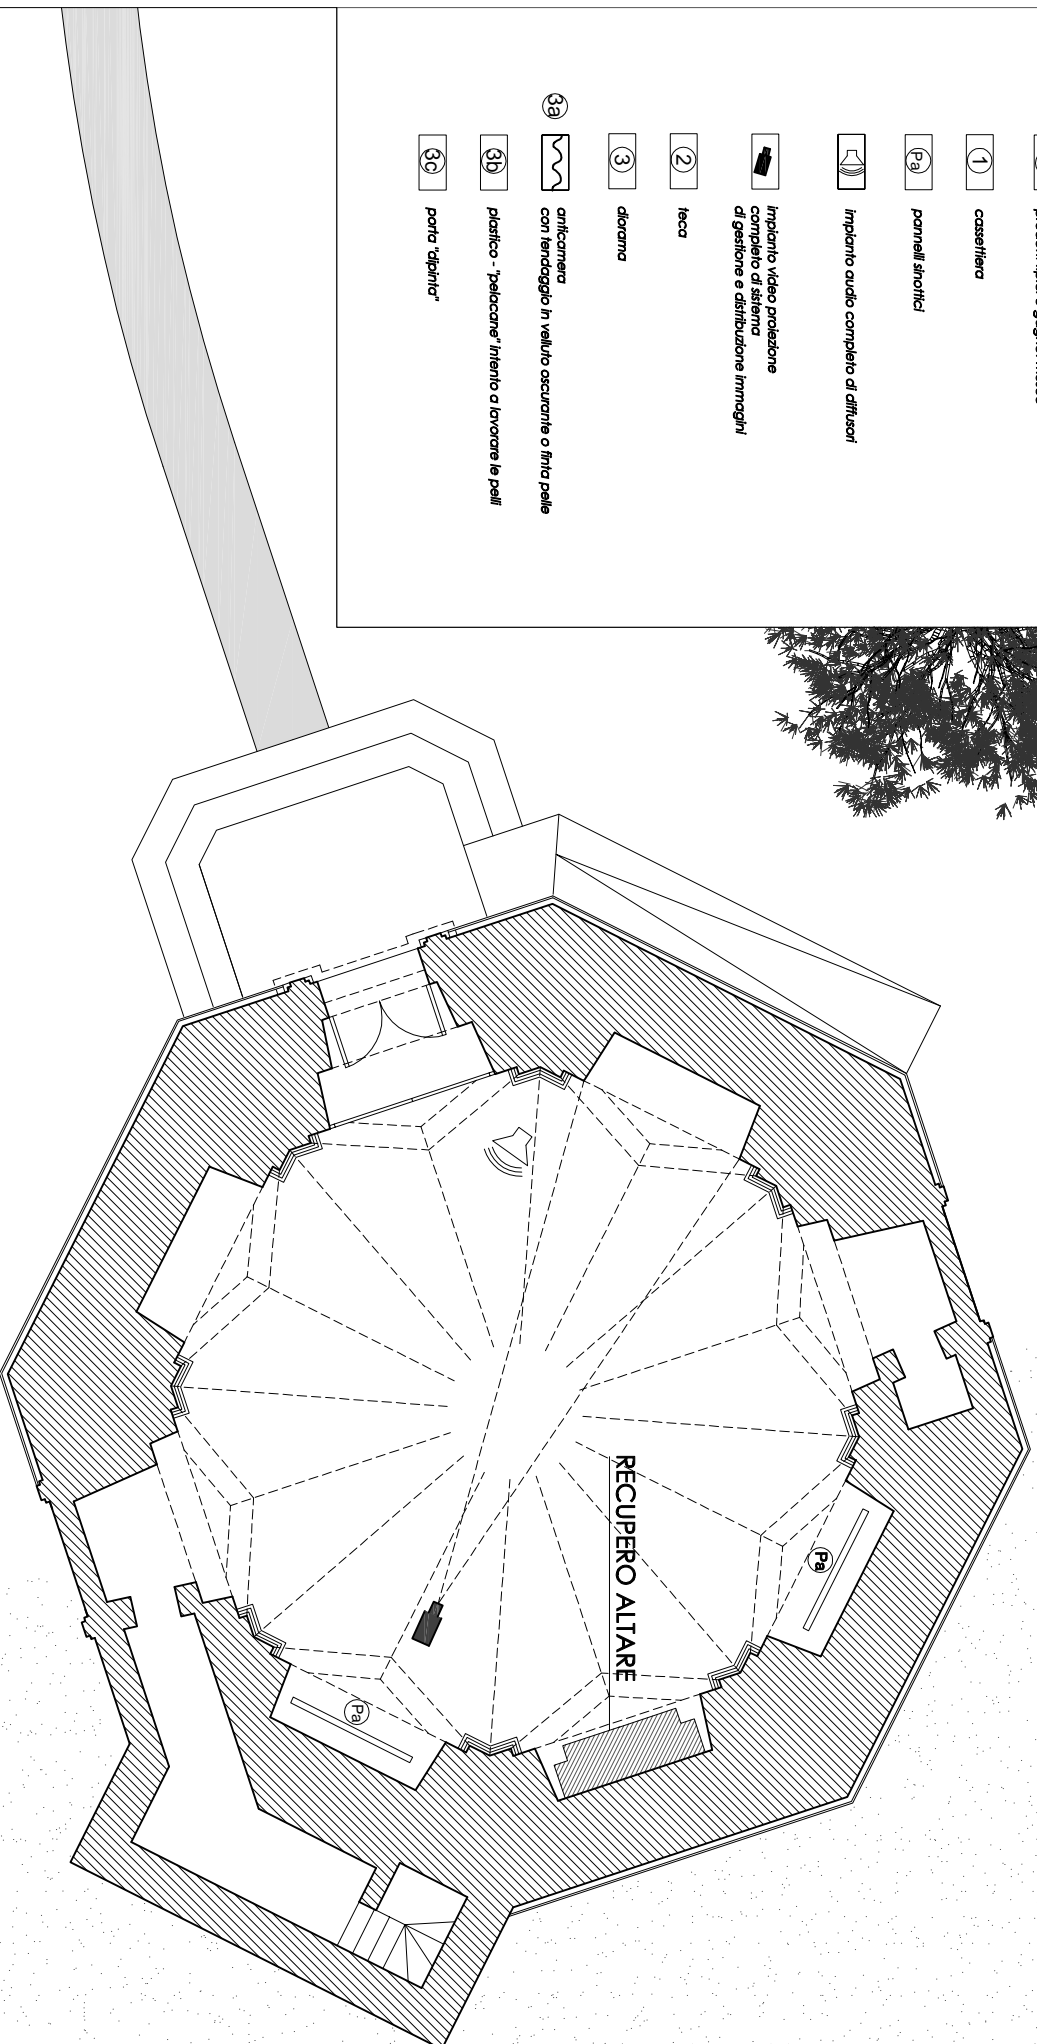 1 cassettiera
Pa pannelli sinottici
impianto audio completo di diffusori
impianto video proiezione
completo di sistema
di gestione e distribuzione immagini
2 teca
3 diorama
3a anticamera
con tendaggio in velluto oscurante o finta pelle
3b plastico - "pelacane" intento a lavorare le pelli
3c porta "dipinta"
RECUPERO ALTARE
Pa
Pa